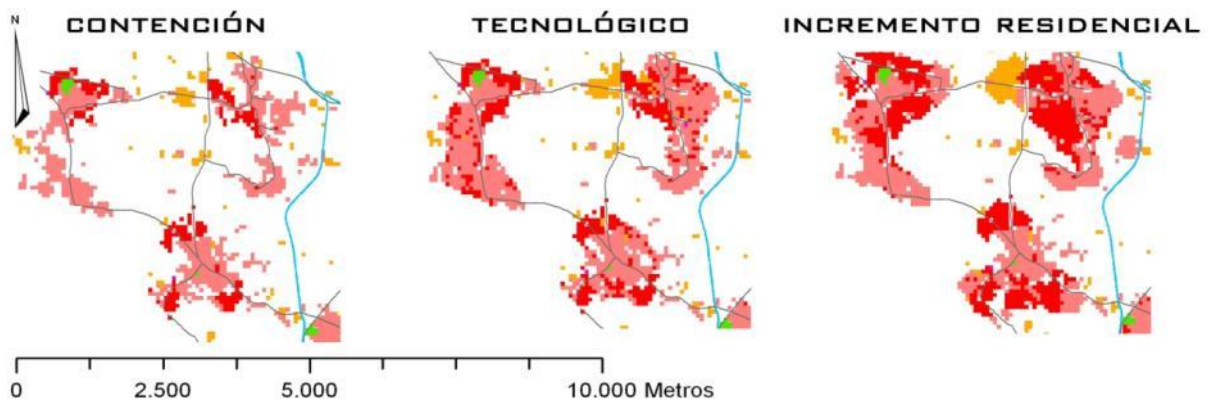 N
CONTENCIÓN
TECNOLÓGICO
INCREMENTO RESIDENCIAL
0 2.500 5.000 10.000 Metros